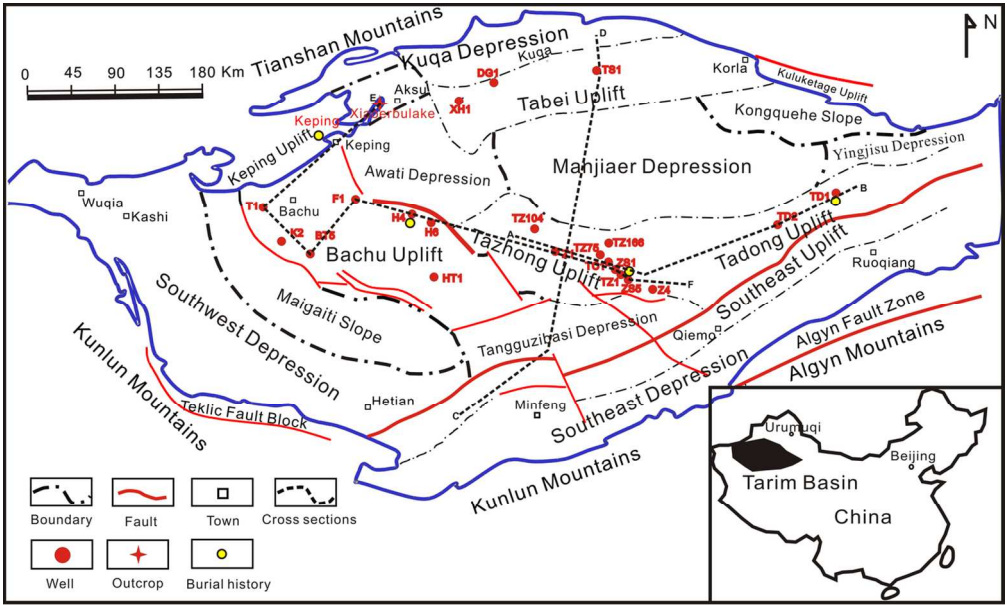 Tianshan Mountains
N
0 45 90 135 180 Km
Kuqa Depression
Kuqa
D
TS1
DG1
Korla
Kuluketage Uplift
Aksu
E
Xiaoerbulake
XH1
Tabei Uplift
Kongquehe Slope
Keping
Keping Uplift
Keping
Yingjisu Depression
Awati Depression
Manjiaer Depression
Wuqia
Kashi
T1
Bachu
F1
H4
H6
TZ104
A
TD1
B
TD2
K2
BT5
Bachu Uplift
Tazhong Uplift
TZ75
TZ166
ZS1
TZ1
ZS5
Z4
F
Tadong Uplift
Southeast Uplift
Ruoqiang
HT1
Maigaiti Slope
Southwest Depression
Tangguzibasi Depression
Qiemo
Algyn Fault Zone
Algyn Mountains
Kunlun Mountains
Teklic Fault Block
Hetian
C
Minfeng
Southeast Depression
Kunlun Mountains
Boundary
Fault
Town
Cross sections
Well
Outcrop
Burial history
Urumuqi
Beijing
Tarim Basin
China